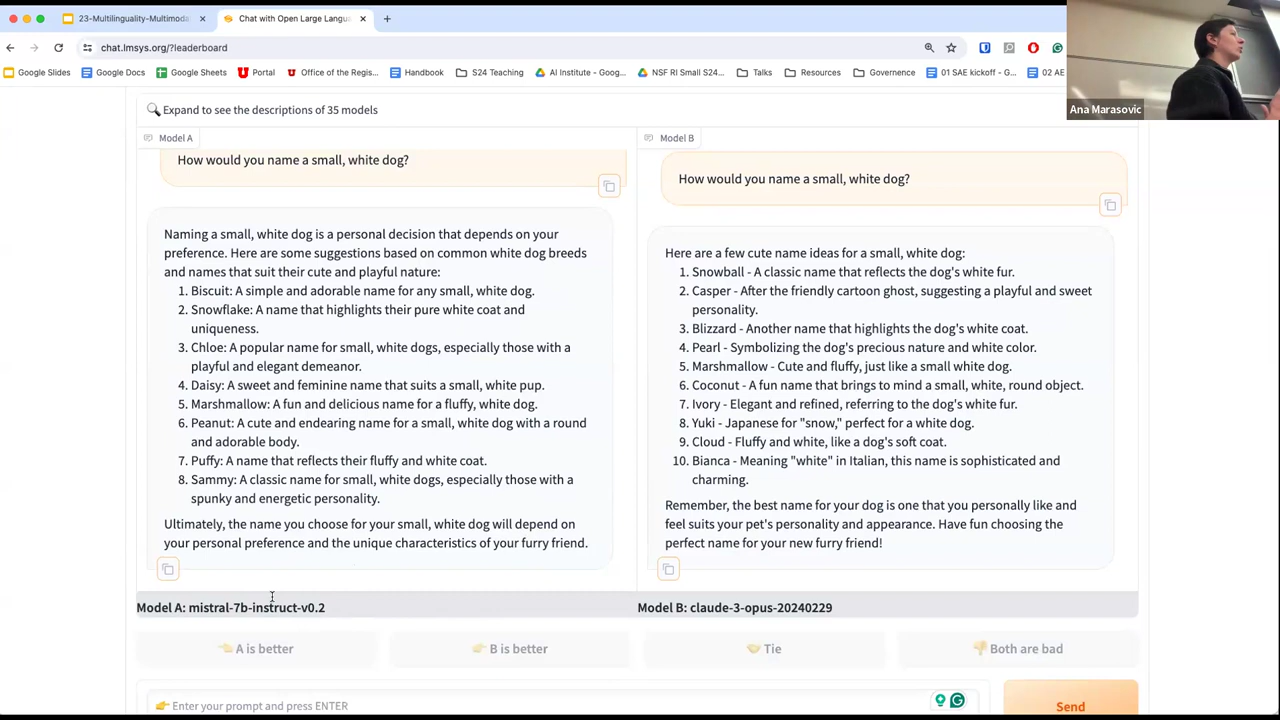 23-Multilinguality-Multimoda
Chat with Open Large Langu
chat.lmsys.org/?leaderboard
Google Slides
Google Docs
Google Sheets
Portal
Office of the Regis...
Handbook
S24 Teaching
AI Institute - Goog...
NSF RI Small S24...
Talks
Resources
Governence
01 SAE kickoff - G...
02 AE
Ana Marasovic
Expand to see the descriptions of 35 models
Model A
How would you name a small, white dog?
Naming a small, white dog is a personal decision that depends on your
preference. Here are some suggestions based on common white dog breeds
and names that suit their cute and playful nature:
1. Biscuit: A simple and adorable name for any small, white dog.
2. Snowflake: A name that highlights their pure white coat and
uniqueness.
3. Chloe: A popular name for small, white dogs, especially those with a
playful and elegant demeanor.
4. Daisy: A sweet and feminine name that suits a small, white pup.
5. Marshmallow: A fun and delicious name for a fluffy, white dog.
6. Peanut: A cute and endearing name for a small, white dog with a round
and adorable body.
7. Puffy: A name that reflects their fluffy and white coat.
8. Sammy: A classic name for small, white dogs, especially those with a
spunky and energetic personality.
Ultimately, the name you choose for your small, white dog will depend on
your personal preference and the unique characteristics of your furry friend.
Model B
How would you name a small, white dog?
Here are a few cute name ideas for a small, white dog:
1. Snowball - A classic name that reflects the dog's white fur.
2. Casper - After the friendly cartoon ghost, suggesting a playful and sweet
personality.
3. Blizzard - Another name that highlights the dog's white coat.
4. Pearl - Symbolizing the dog's precious nature and white color.
5. Marshmallow - Cute and fluffy, just like a small white dog.
6. Coconut - A fun name that brings to mind a small, white, round object.
7. Ivory - Elegant and refined, referring to the dog's white fur.
8. Yuki - Japanese for "snow," perfect for a white dog.
9. Cloud - Fluffy and white, like a dog's soft coat.
10. Bianca - Meaning "white" in Italian, this name is sophisticated and
charming.
Remember, the best name for your dog is one that you personally like and
feel suits your pet's personality and appearance. Have fun choosing the
perfect name for your new furry friend!
Model A: mistral-7b-instruct-v0.2
Model B: claude-3-opus-20240229
A is better
B is better
Tie
Both are bad
Enter your prompt and press ENTER
Send